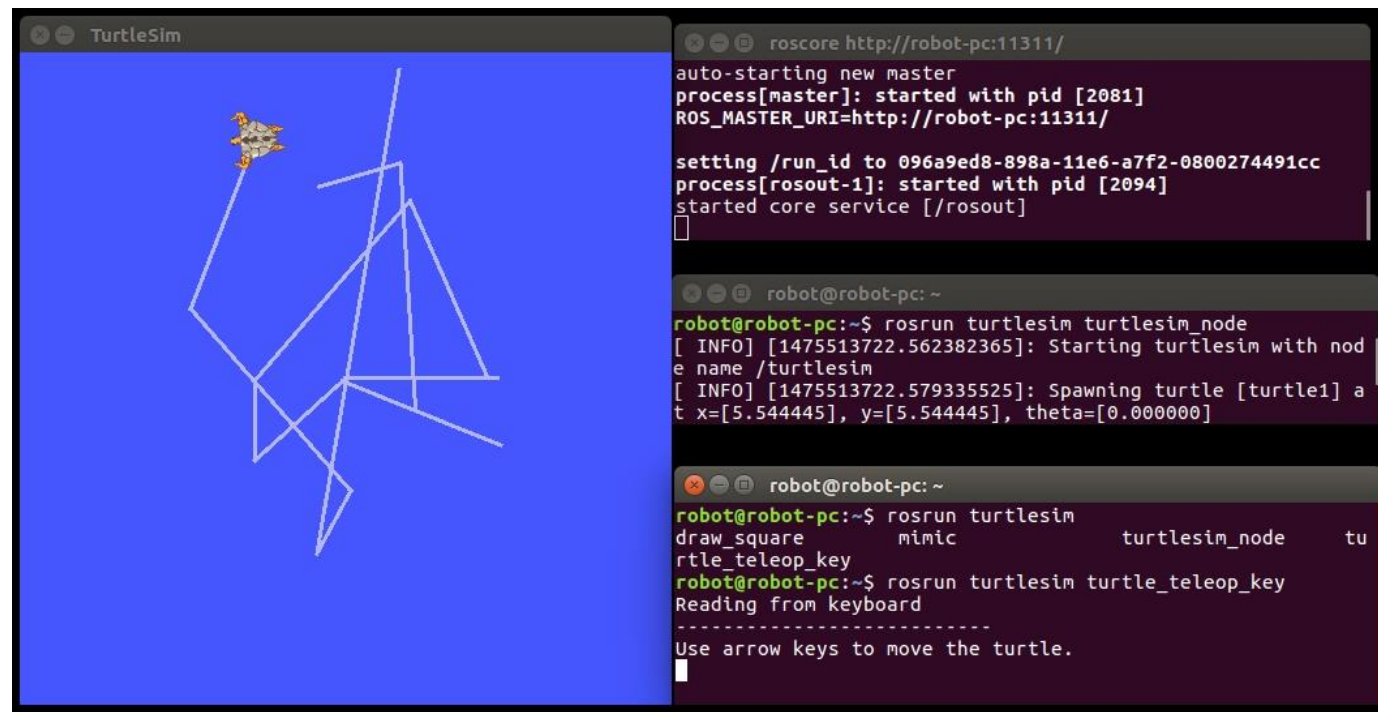 TurtleSim
roscore http://robot-pc:11311/
auto-starting new master
process[master]: started with pid [2081]
ROS_MASTER_URI=http://robot-pc:11311/
setting /run_id to 096a9ed8-898a-11e6-a7f2-0800274491cc
process[rosout-1]: started with pid [2094]
started core service [/rosout]
robot@robot-pc: ~
robot@robot-pc:~$ rosrun turtlesim turtlesim_node
[ INFO] [1475513722.562382365]: Starting turtlesim with nod
e name /turtlesim
[ INFO] [1475513722.579335525]: Spawning turtle [turtle1] a
t x=[5.544445], y=[5.544445], theta=[0.000000]
robot@robot-pc: ~
robot@robot-pc:~$ rosrun turtlesim
draw_square mimic turtlesim_node tu
rtle_teleop_key
robot@robot-pc:~$ rosrun turtlesim turtle_teleop_key
Reading from keyboard
---------------------------
Use arrow keys to move the turtle.